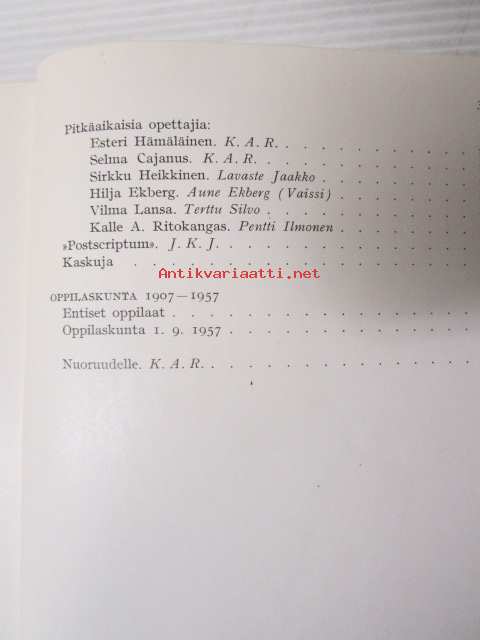 Pitkäaikaisia opettajia:
Esteri Hämäläinen. K. A. R. . . . . . . . . . .
Selma Cajanus. K. A. R. . . . . . . . . . . .
Sirkku Heikkinen. Lavaste Jaakko . . . . . . . . .
Hilja Ekberg. Aune Ekberg (Vaissi) . . . . . . . .
Vilma Lansa. Terttu Silvo . . . . . . . . . . .
Kalle A. Ritokangas. Pentti Ilmonen . . . . . . . .
»Postscriptum». J. K. J. . . . . . . . . . . . .
Kaskuja . . . . . . . . . . . . . . . . .
Antikvariaatti.net
OPPILASKUNTA 1907—1957
Entiset oppilaat . . . . . . . . . . . . . . .
Oppilaskunta 1. 9. 1957 . . . . . . . . . . . .
Nuoruudelle. K. A. R. . . . . . . . . . . . . .